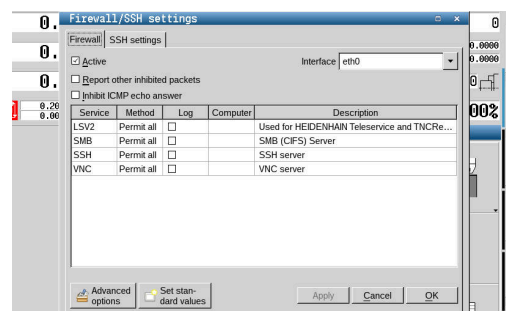 Firewall/SSH settings
Firewall SSH settings
Active Interface eth0
Report other inhibited packets
Inhibit ICMP echo answer
Service Method Log Computer Description
LSV2 Permit all Used for HEIDENHAIN Teleservice and TNCRe...
SMB Permit all SMB (CIFS) Server
SSH Permit all SSH server
VNC Permit all VNC server
Advanced options
Set stan-
dard values
Apply Cancel OK
0.
0.
0.
0.20
0.00
0
0.0000
0.0000
0
00%